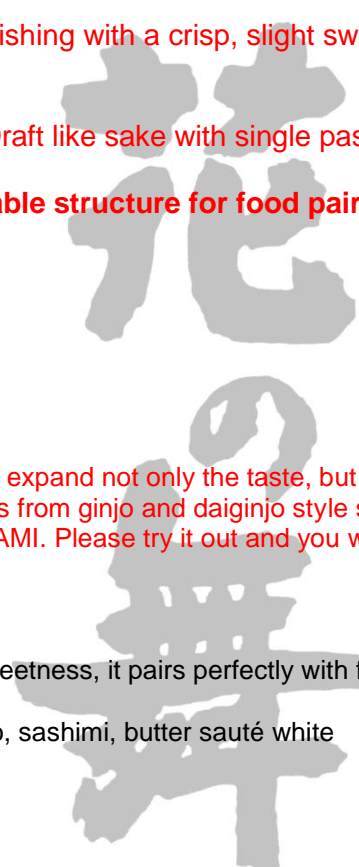 ishing with a crisp, slight sw
raft like sake with single pas
able structure for food pair
expand not only the taste, but
s from ginjo and daiginjo style s
AMI. Please try it out and you w
eetness, it pairs perfectly with f
o, sashimi, butter sauté white
花の舞